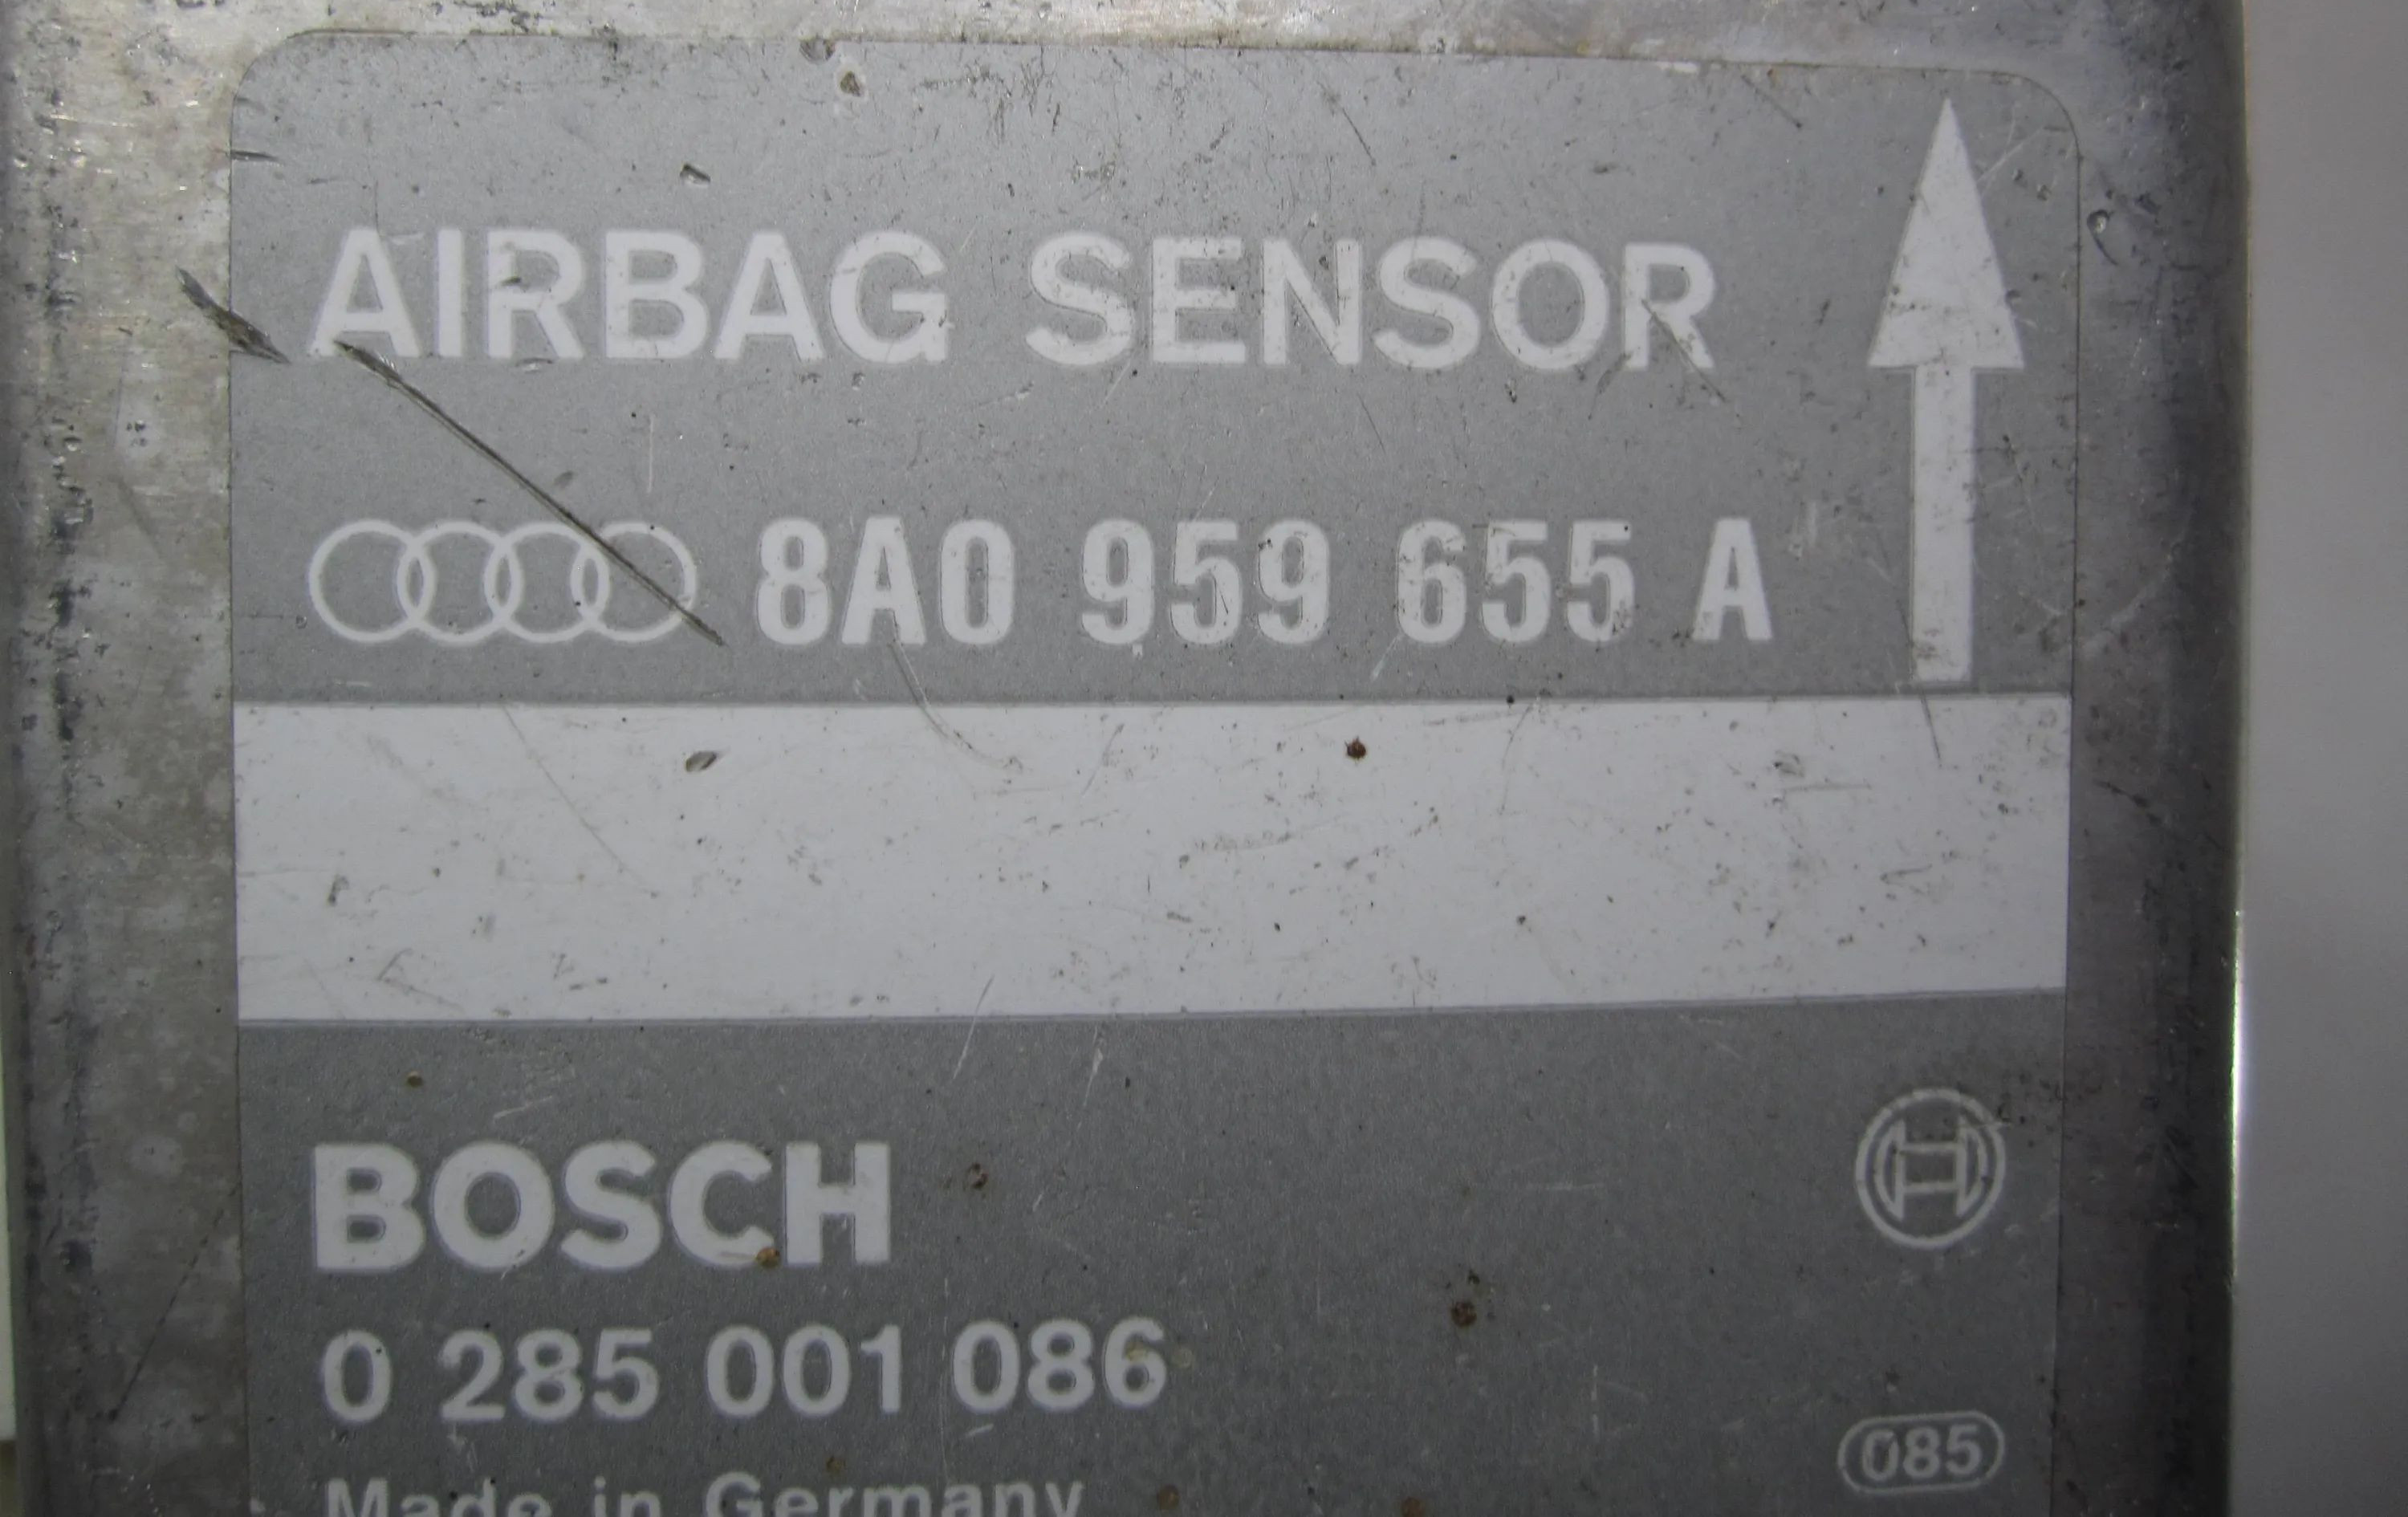 AIRBAG SENSOR
8A0 959 655 A
BOSCH
0 285 001 086
085
Made in Germany